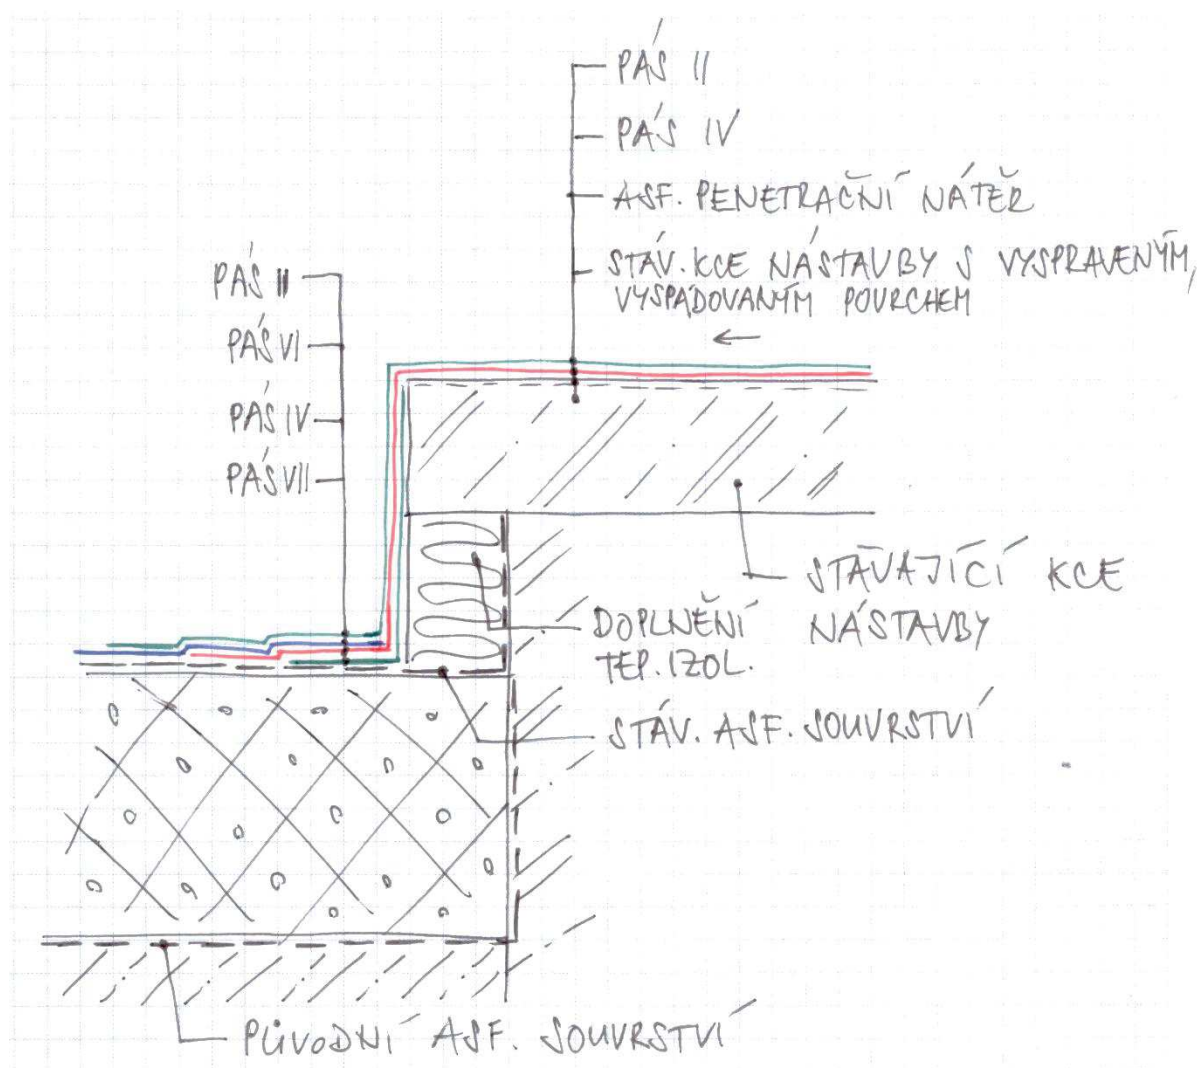 PÁS II
PÁS IV
ASF. PENETRAČNÍ NÁTĚR
STÁV. KCE NÁSTAVBY S VYSPRAVENÝM,
VYSPÁDOVANÝM POVRCHEM
PÁS II
PÁS VI
PÁS IV
PÁS VII
STÁVAJÍCÍ KCE
NÁSTAVBY
DOPLNĚNÍ
TEP. IZOL.
STÁV. ASF. SOUVRSTVÍ
PŮVODNÍ ASF. SOUVRSTVÍ